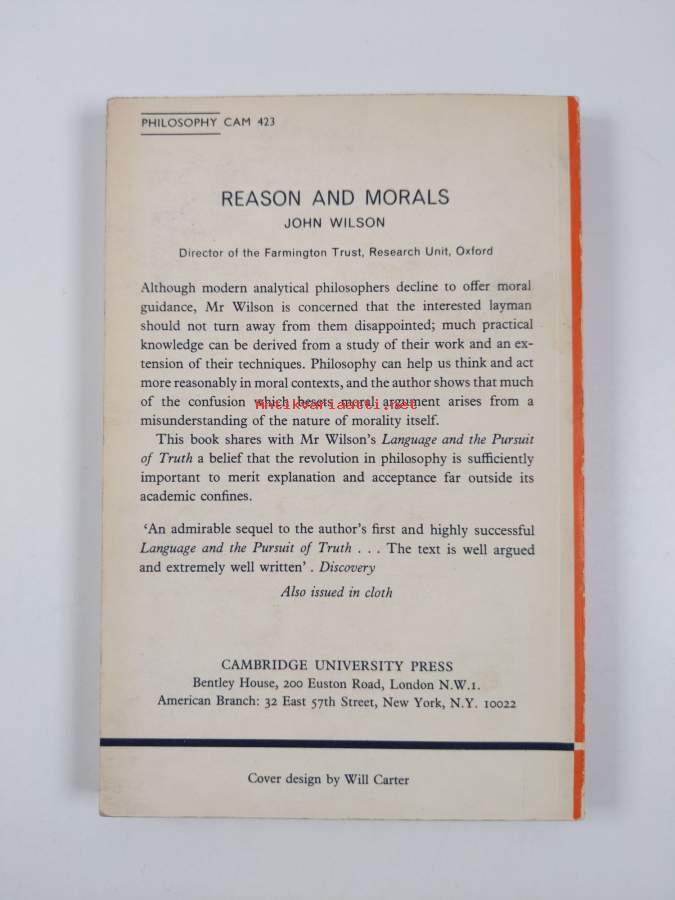 PHILOSOPHY CAM 423
REASON AND MORALS
JOHN WILSON
Director of the Farmington Trust, Research Unit, Oxford
Although modern analytical philosophers decline to offer moral
guidance, Mr Wilson is concerned that the interested layman
should not turn away from them disappointed; much practical
knowledge can be derived from a study of their work and an ex-
tension of their techniques. Philosophy can help us think and act
more reasonably in moral contexts, and the author shows that much
of the confusion which besets moral argument arises from a
Antikvariaatti.net
misunderstanding of the nature of morality itself.
This book shares with Mr Wilson's Language and the Pursuit
of Truth a belief that the revolution in philosophy is sufficiently
important to merit explanation and acceptance far outside its
academic confines.
'An admirable sequel to the author's first and highly successful
Language and the Pursuit of Truth . . . The text is well argued
and extremely well written' . Discovery
Also issued in cloth
CAMBRIDGE UNIVERSITY PRESS
Bentley House, 200 Euston Road, London N.W.1.
American Branch: 32 East 57th Street, New York, N.Y. 10022
Cover design by Will Carter